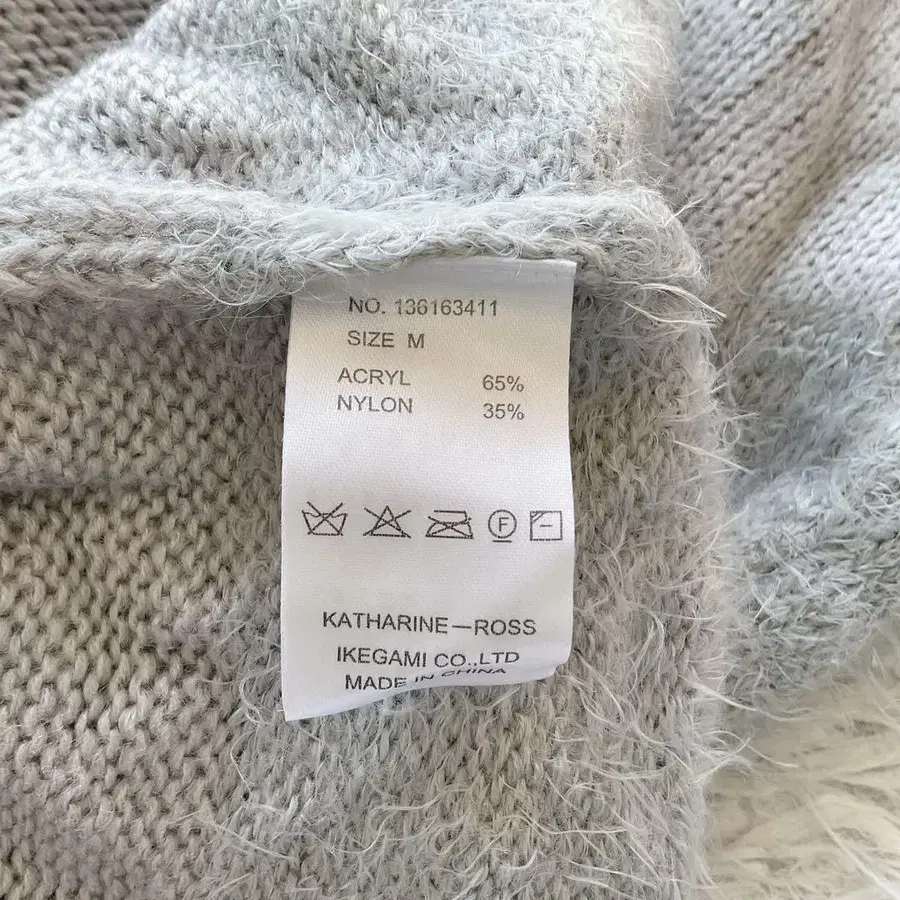 NO. 136163411
SIZE M
ACRYL 65%
NYLON 35%
F
KATHARINE—ROSS
IKEGAMI CO.,LTD
MADE IN CHINA